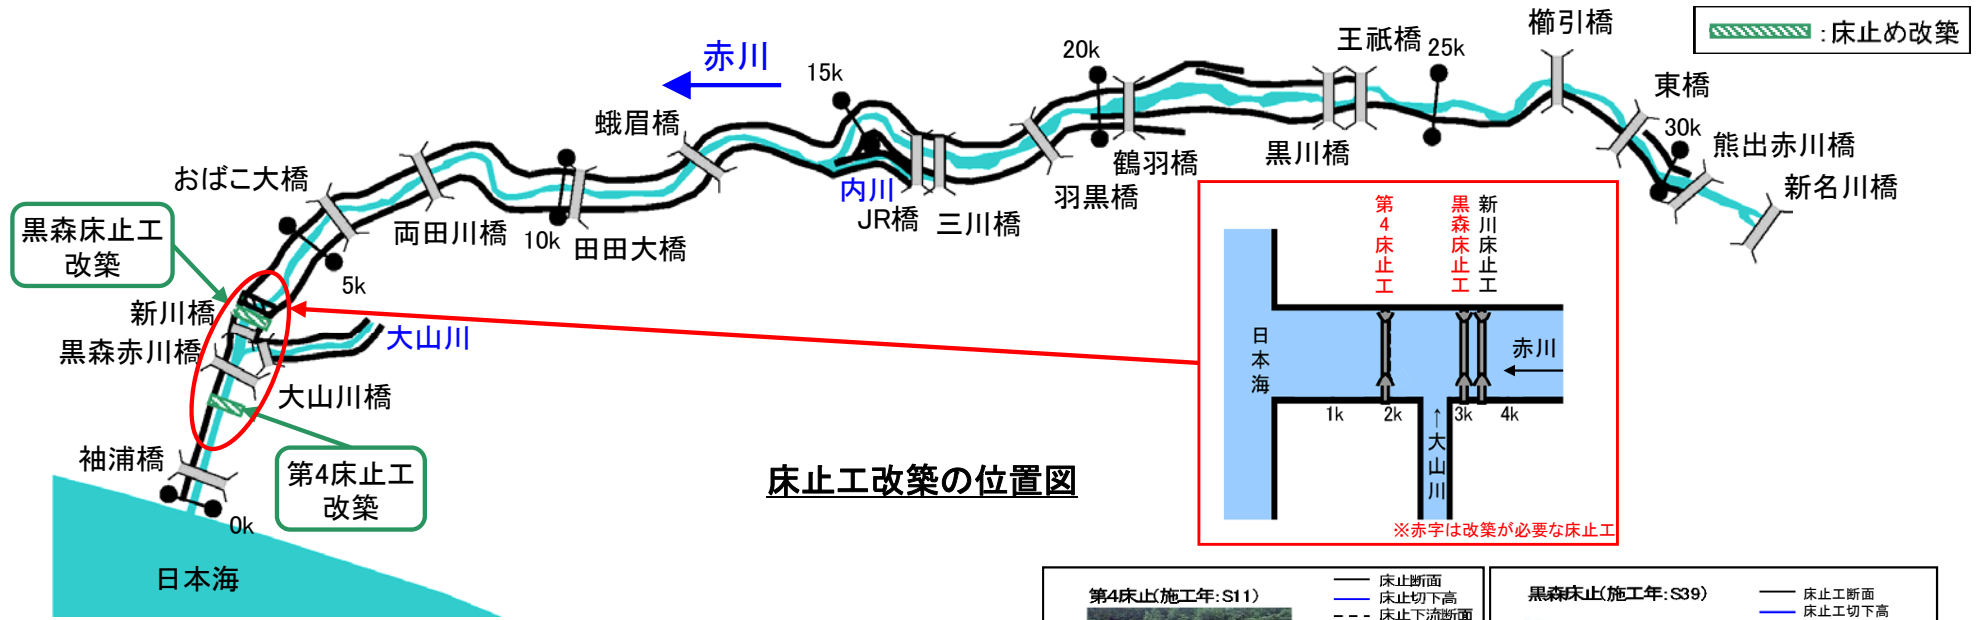 櫛引橋
：床止め改築
王祇橋
25k
20k
赤川
15k
東橋
30k
蛾眉橋
熊出赤川橋
鶴羽橋
黒川橋
おばこ大橋
内川
羽黒橋
新名川橋
JR橋
三川橋
両田川橋
10k
田田大橋
黒森床止工
改築
5k
新川橋
大山川
黒森赤川橋
大山川橋
袖浦橋
第4床止工
改築
0k
日本海
床止工改築の位置図
第4床止工
黒森床止工
新川床止工
日本海
赤川
1k
2k
3k
4k
→大山川
※赤字は改築が必要な床止工
第4床止(施工年:S11)
床止断面
床止切下高
床止下流断面
黒森床止(施工年:S39)
床止工断面
床止工切下高